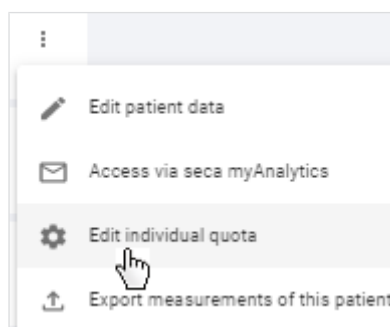 Edit patient data
Access via seca myAnalytics
Edit individual quota
Export measurements of this patient